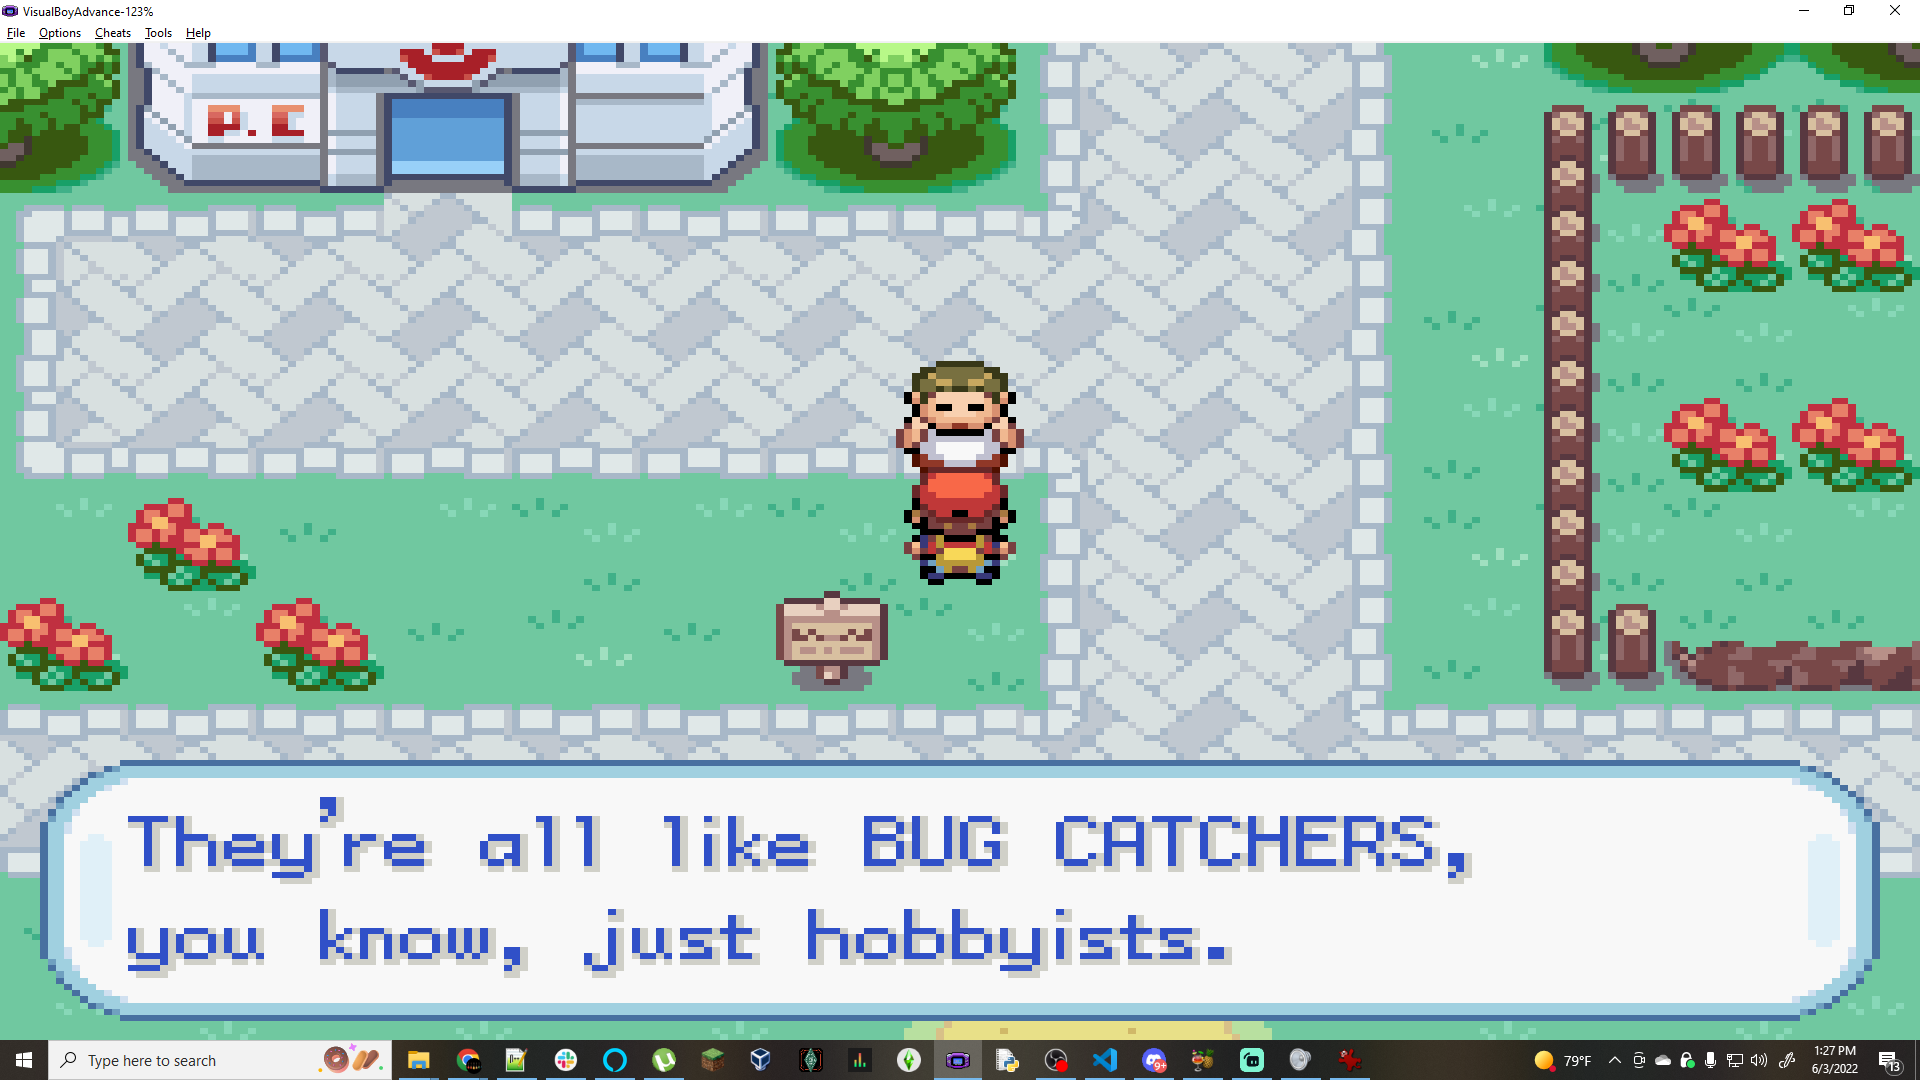 VisualBoyAdvance-123%
File Options Cheats Tools Help
P.C
They're all like BUG CATCHERS,
you know, just hobbyists.
Type here to search
9+
79°F
1:27 PM
6/3/2022
13